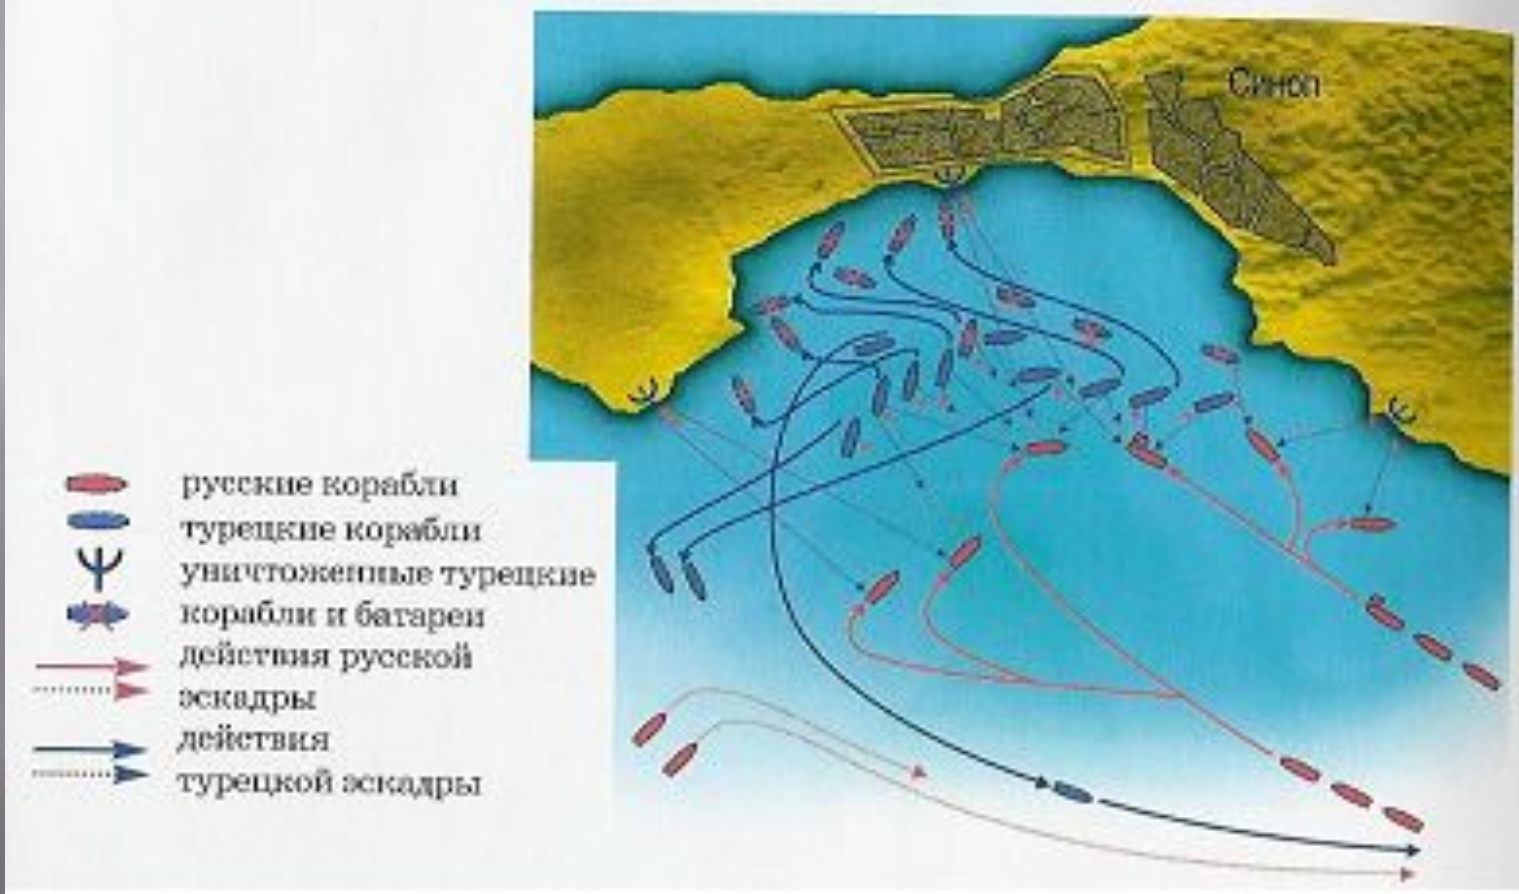 Синоп
русские корабли
турецкие корабли
уничтоженные турецкие
корабли и батареи
действия русской
эскадры
действия
турецкой эскадры